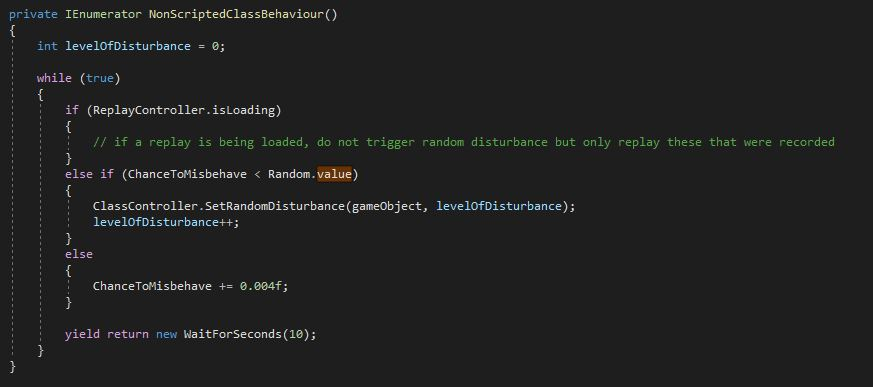 private IEnumerator NonScriptedClassBehaviour()
{
    int levelOfDisturbance = 0;

    while (true)
    {
        if (ReplayController.isLoading)
        {
            // if a replay is being loaded, do not trigger random disturbance but only replay these that were recorded
        }
        else if (ChanceToMisbehave < Random.value)
        {
            ClassController.SetRandomDisturbance(gameObject, levelOfDisturbance);
            levelOfDisturbance++;
        }
        else
        {
            ChanceToMisbehave += 0.004f;
        }

        yield return new WaitForSeconds(10);
    }
}